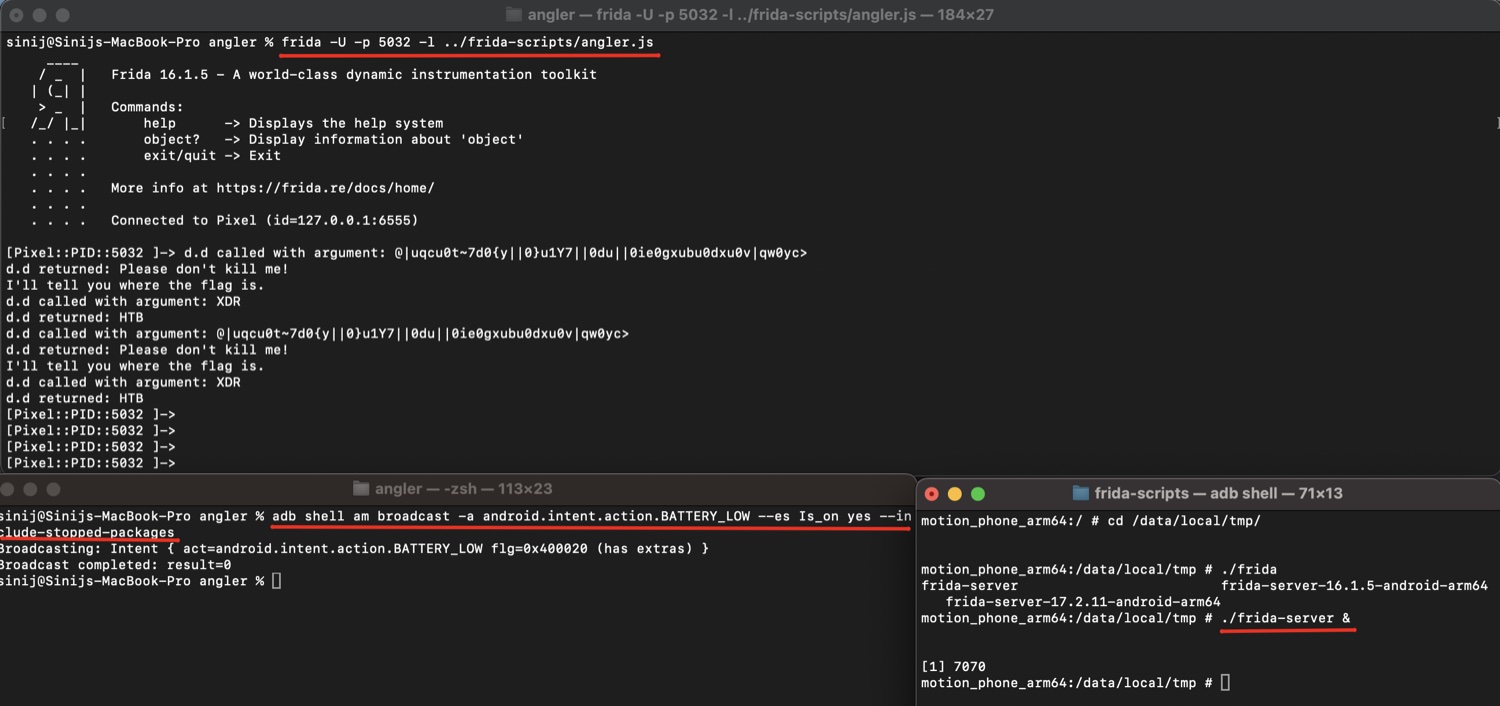 angler — frida -U -p 5032 -l ../frida-scripts/angler.js — 184×27
sinij@Sinijs-MacBook-Pro angler % frida -U -p 5032 -l ../frida-scripts/angler.js
     ____
    / _  |   Frida 16.1.5 - A world-class dynamic instrumentation toolkit
   | (_| |
    > _  |   Commands:
[   /_/ |_|       help      -> Displays the help system                    ]
   . . . .       object?   -> Display information about 'object'
   . . . .       exit/quit -> Exit
   . . . .
   . . . .   More info at https://frida.re/docs/home/
   . . . .
   . . . .   Connected to Pixel (id=127.0.0.1:6555)
[Pixel::PID::5032 ]-> d.d called with argument: @|uqcu0t~7d0{y||0}u1Y7||0du||0ie0gxubu0dxu0v|qw0yc>
d.d returned: Please don't kill me!
I'll tell you where the flag is.
d.d called with argument: XDR
d.d returned: HTB
d.d called with argument: @|uqcu0t~7d0{y||0}u1Y7||0du||0ie0gxubu0dxu0v|qw0yc>
d.d returned: Please don't kill me!
I'll tell you where the flag is.
d.d called with argument: XDR
d.d returned: HTB
[Pixel::PID::5032 ]->
[Pixel::PID::5032 ]->
[Pixel::PID::5032 ]->
[Pixel::PID::5032 ]->
angler — -zsh — 113×23
sinij@Sinijs-MacBook-Pro angler % adb shell am broadcast -a android.intent.action.BATTERY_LOW --es Is_on yes --in
clude-stopped-packages
Broadcasting: Intent { act=android.intent.action.BATTERY_LOW flg=0x400020 (has extras) }
Broadcast completed: result=0
sinij@Sinijs-MacBook-Pro angler %
frida-scripts — adb shell — 71×13
motion_phone_arm64:/ # cd /data/local/tmp/
motion_phone_arm64:/data/local/tmp # ./frida
frida-server                         frida-server-16.1.5-android-arm64
   frida-server-17.2.11-android-arm64
motion_phone_arm64:/data/local/tmp # ./frida-server &
[1] 7070
motion_phone_arm64:/data/local/tmp #